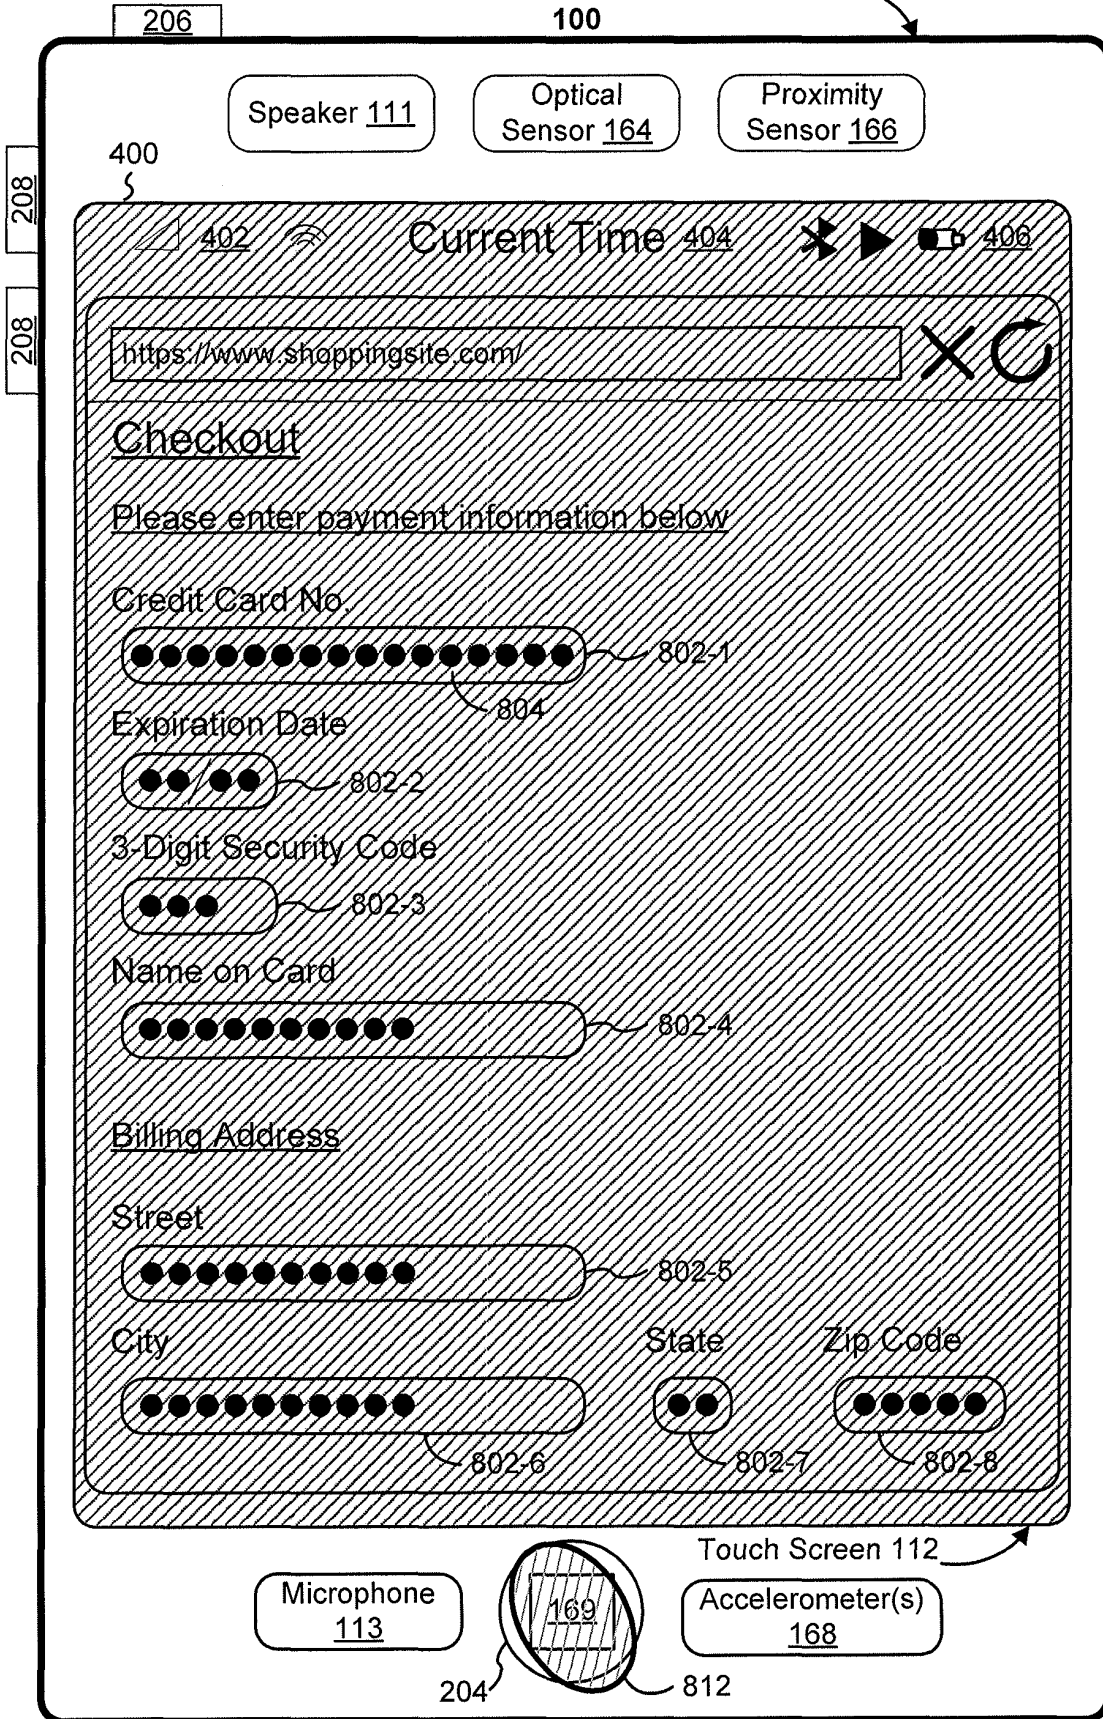 206
100
Speaker 111
Optical
Sensor 164
Proximity
Sensor 166
400
208
402
Current Time 404
406
208
https://www.shoppingsite.com/
Checkout
Please enter payment information below
Credit Card No.
802-1
804
Expiration Date
/
802-2
3-Digit Security Code
802-3
Name on Card
802-4
Billing Address
Street
802-5
City
State
Zip Code
802-6
802-7
802-8
Touch Screen 112
Microphone
113
169
Accelerometer(s)
168
204
812